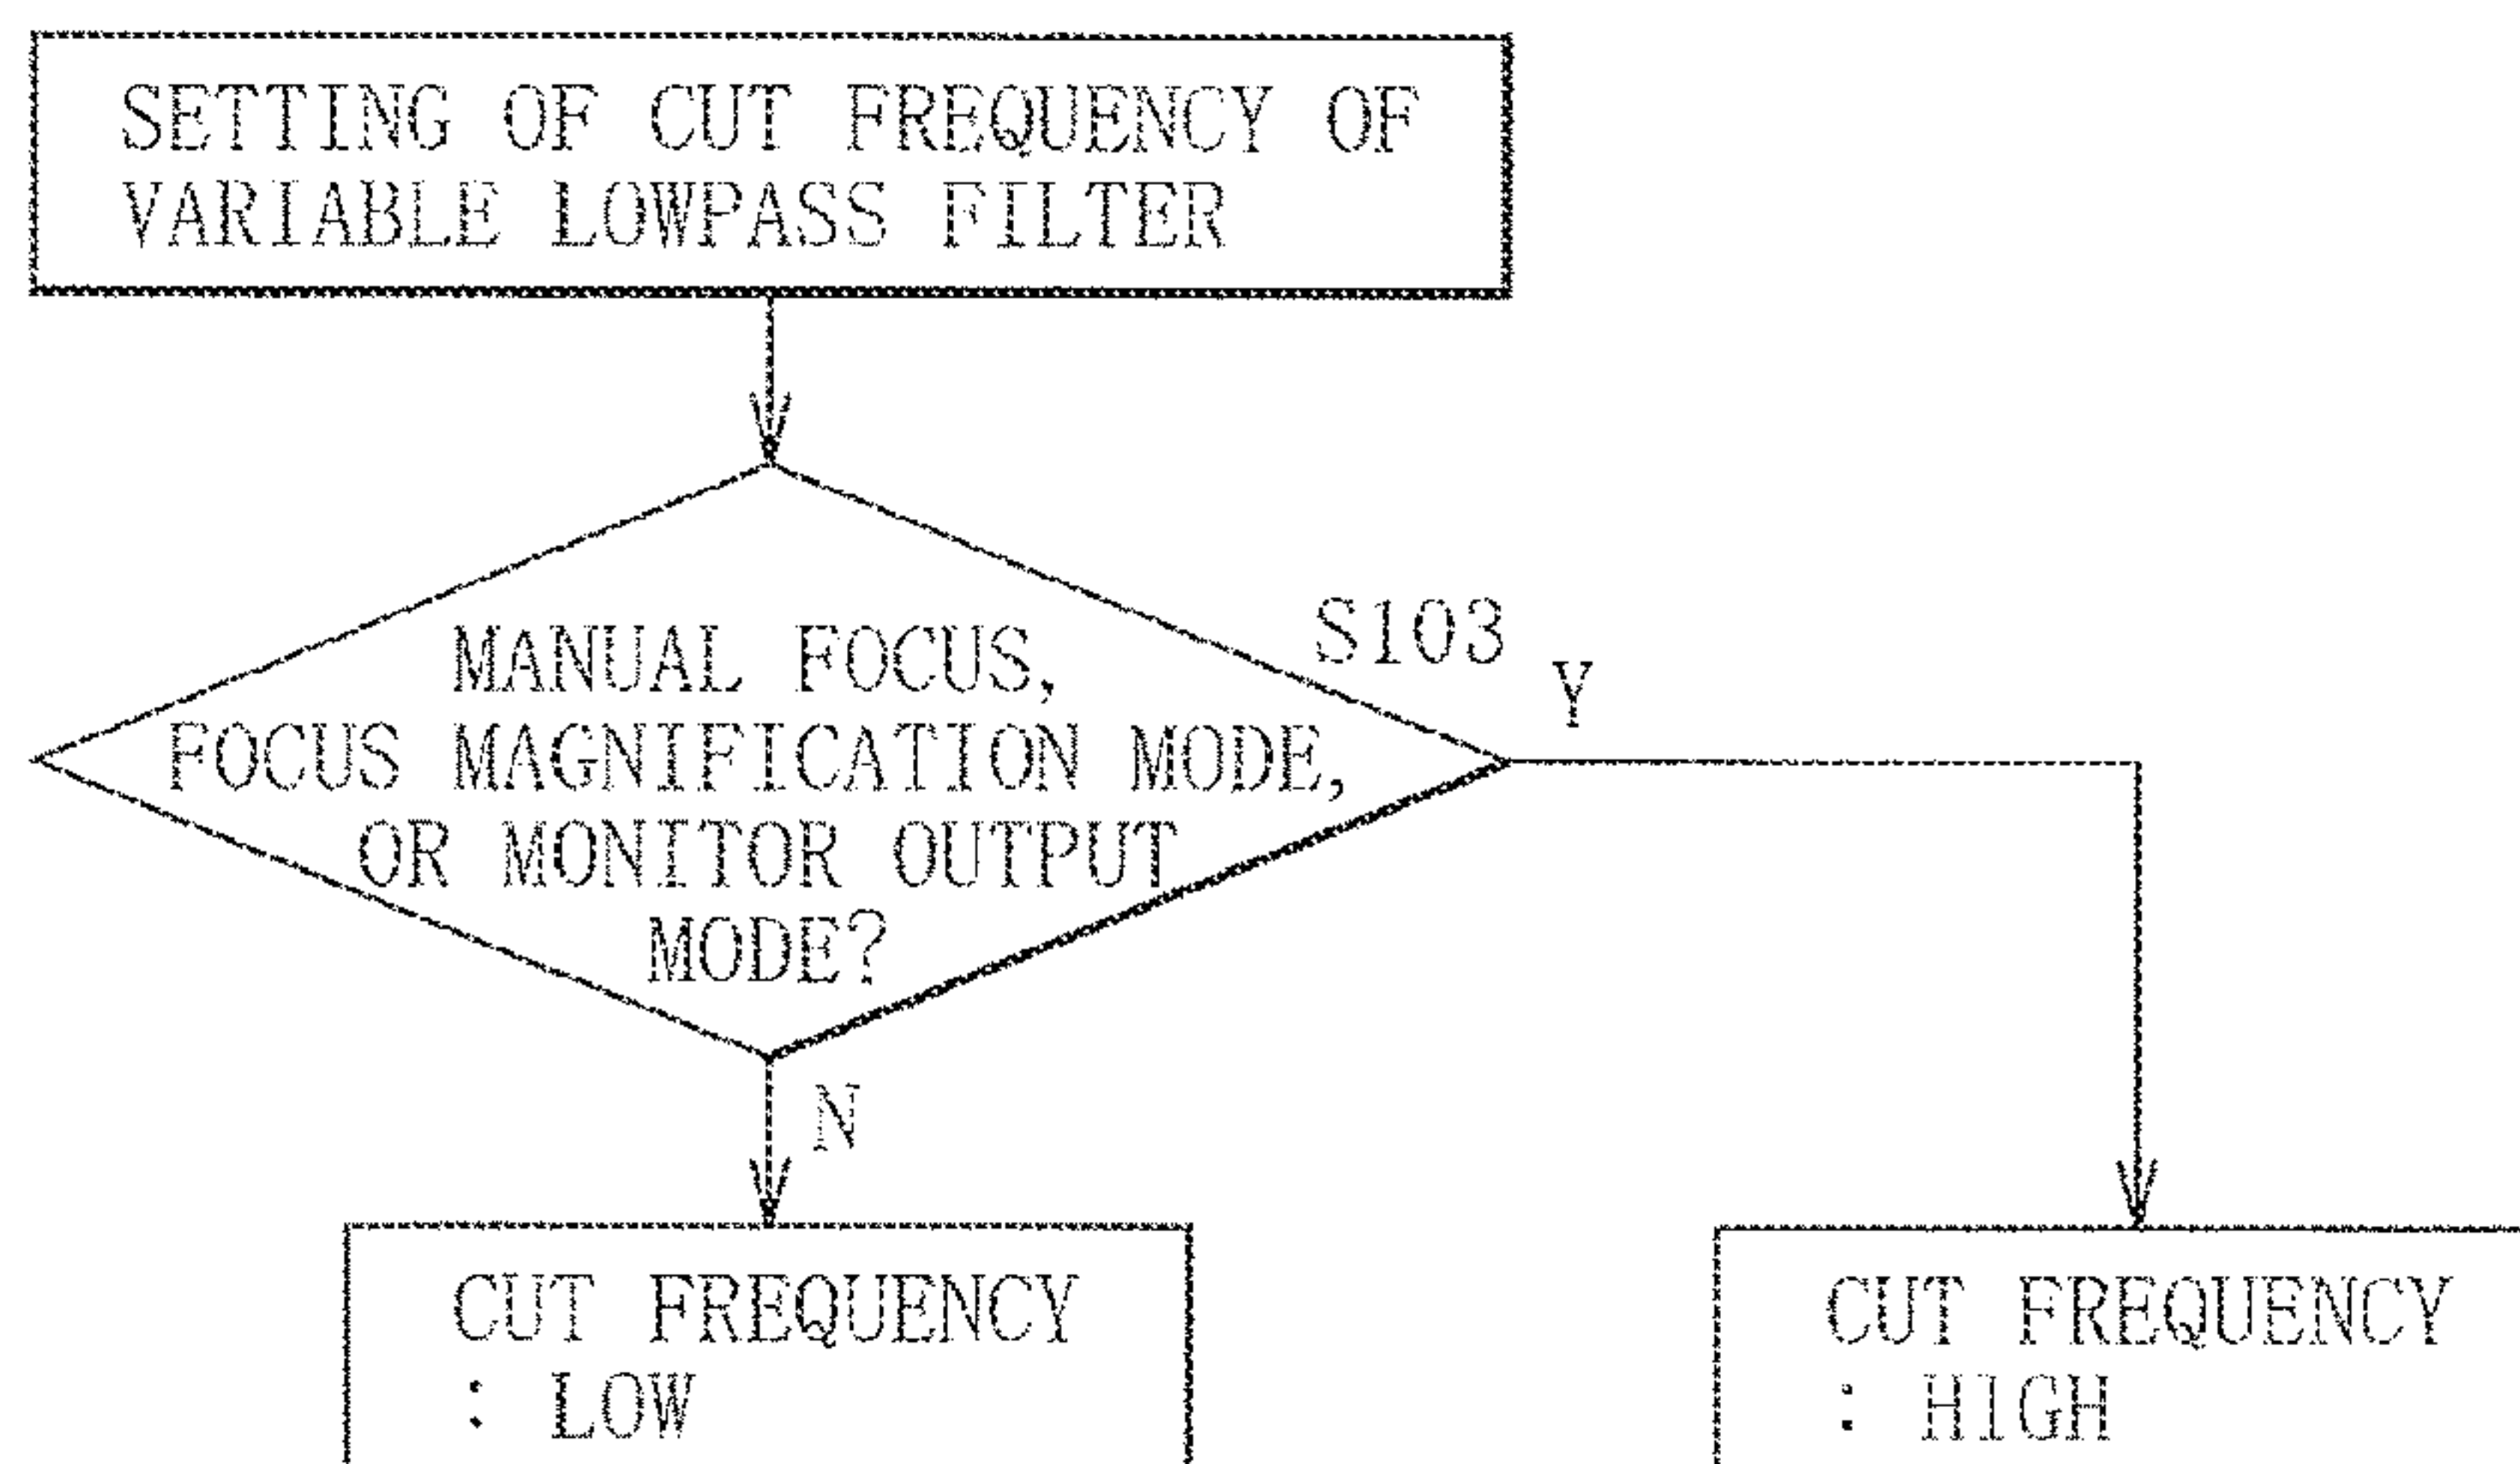 SETTING OF CUT FREQUENCY OF
VARIABLE LOWPASS FILTER
MANUAL FOCUS,
FOCUS MAGNIFICATION MODE,
OR MONITOR OUTPUT
MODE?
S103
Y
N
CUT FREQUENCY
: LOW
CUT FREQUENCY
: HIGH